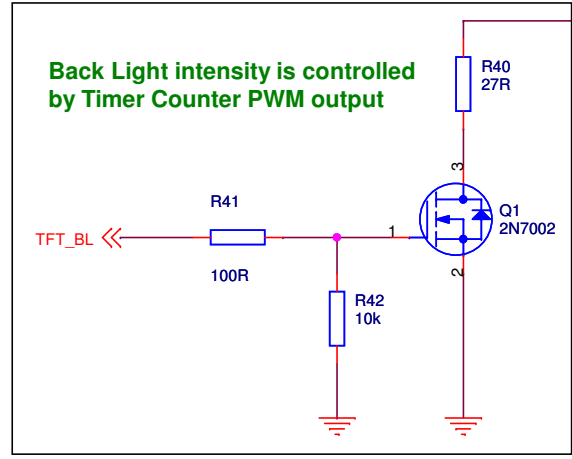 Back Light intensity is controlled
by Timer Counter PWM output
R40
27R
3
R41
Q1
2N7002
1
TFT_BL
100R
2
R42
10k